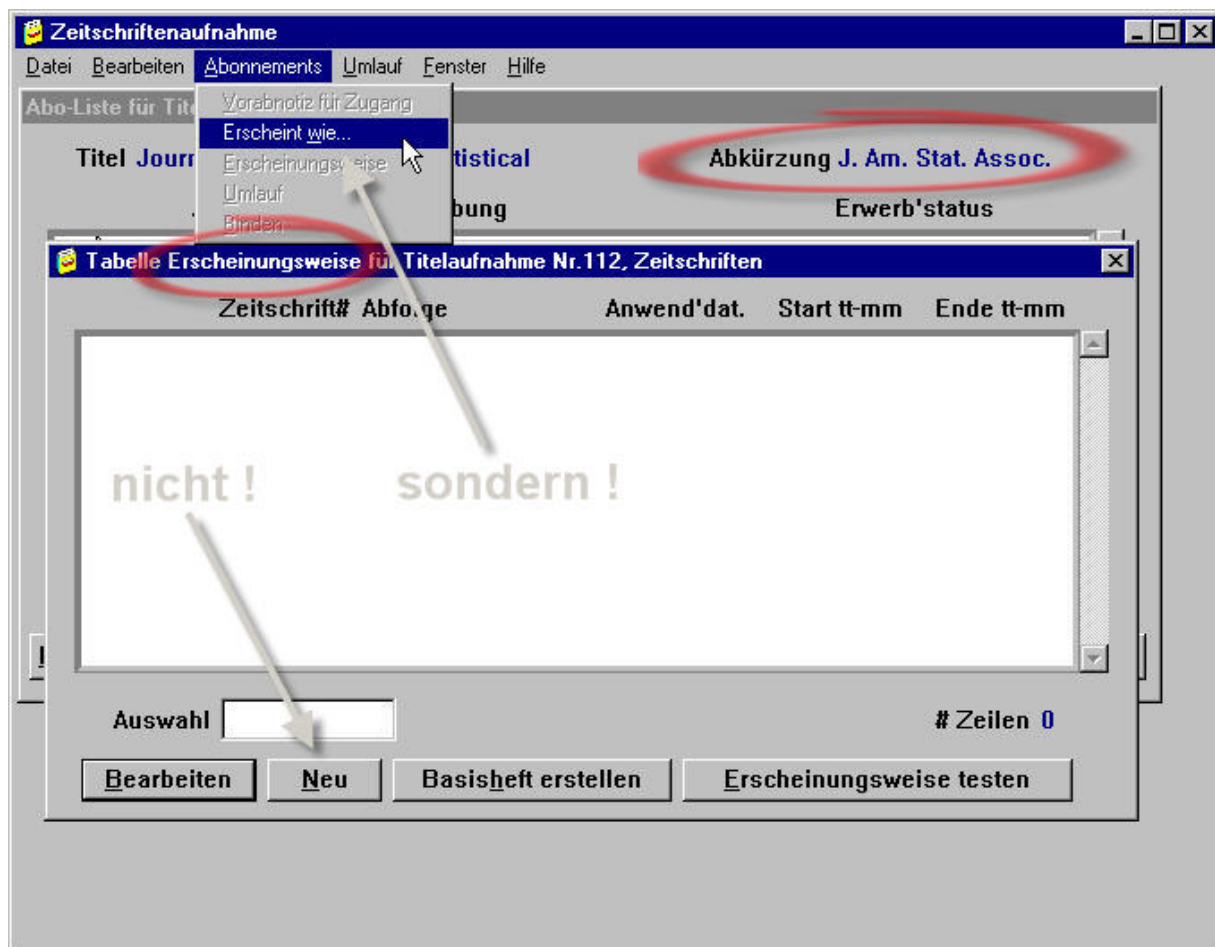 Zeitschriftenaufnahme
Datei Bearbeiten Abonnements Umlauf Fenster Hilfe
Abo-Liste für
Vorabnotiz für Zugang
Erscheint wie...
Titel
tistical
Abkürzung J. Am. Stat. Assoc.
Erscheinungsweise
Umlauf
bung
Erwerb'status
Binden
Tabelle Erscheinungsweise für Titelaufnahme Nr.112, Zeitschriften
Zeitschrift# Abfolge Anwend'dat. Start tt-mm Ende tt-mm
nicht ! sondern !
Auswahl
# Zeilen 0
Bearbeiten Neu Basisheft erstellen Erscheinungsweise testen